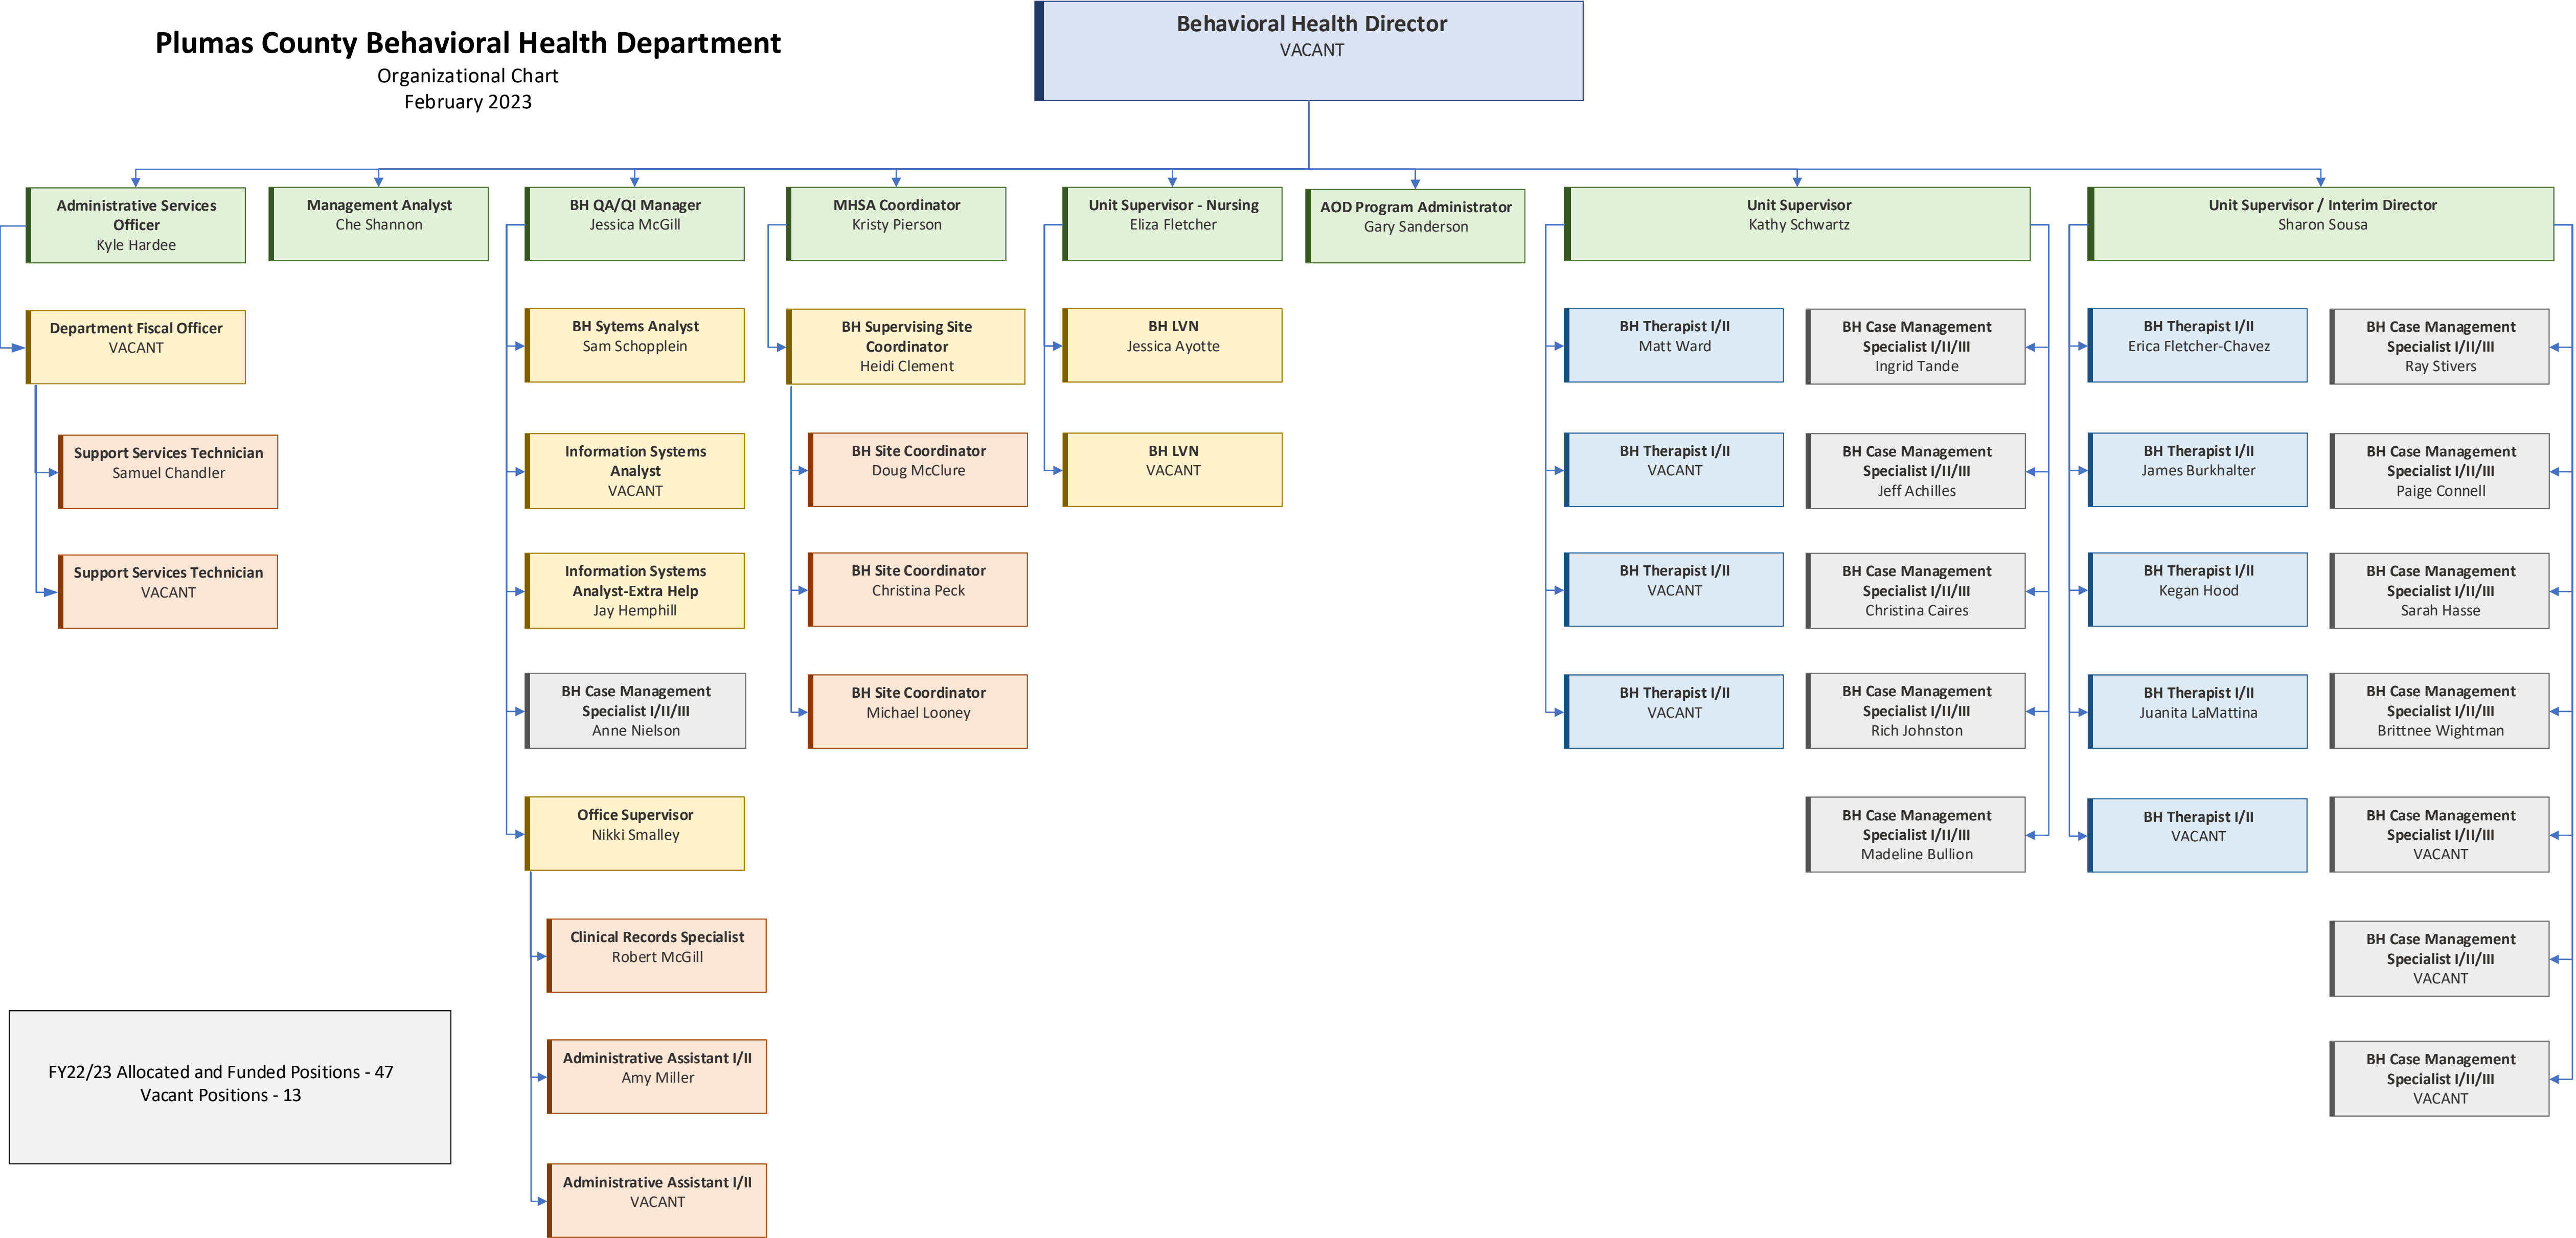 Plumas County Behavioral Health Department
Organizational Chart
February 2023
Behavioral Health Director
VACANT
Administrative Services
Officer
Kyle Hardee
Department Fiscal Officer
VACANT
Support Services Technician
Samuel Chandler
Support Services Technician
VACANT
Management Analyst
Che Shannon
BH QA/QI Manager
Jessica McGill
BH Sytems Analyst
Sam Schopplein
Information Systems
Analyst
VACANT
Information Systems
Analyst-Extra Help
Jay Hemphill
BH Case Management
Specialist I/II/III
Anne Nielson
Office Supervisor
Nikki Smalley
Clinical Records Specialist
Robert McGill
Administrative Assistant I/II
Amy Miller
Administrative Assistant I/II
VACANT
MHSA Coordinator
Kristy Pierson
BH Supervising Site
Coordinator
Heidi Clement
BH Site Coordinator
Doug McClure
BH Site Coordinator
Christina Peck
BH Site Coordinator
Michael Looney
Unit Supervisor - Nursing
Eliza Fletcher
BH LVN
Jessica Ayotte
BH LVN
VACANT
AOD Program Administrator
Gary Sanderson
Unit Supervisor
Kathy Schwartz
BH Therapist I/II
Matt Ward
BH Therapist I/II
VACANT
BH Therapist I/II
VACANT
BH Therapist I/II
VACANT
BH Case Management
Specialist I/II/III
Ingrid Tande
BH Case Management
Specialist I/II/III
Jeff Achilles
BH Case Management
Specialist I/II/III
Christina Caires
BH Case Management
Specialist I/II/III
Rich Johnston
BH Case Management
Specialist I/II/III
Madeline Bullion
Unit Supervisor / Interim Director
Sharon Sousa
BH Therapist I/II
Erica Fletcher-Chavez
BH Therapist I/II
James Burkhalter
BH Therapist I/II
Kegan Hood
BH Therapist I/II
Juanita LaMattina
BH Therapist I/II
VACANT
BH Case Management
Specialist I/II/III
Ray Stivers
BH Case Management
Specialist I/II/III
Paige Connell
BH Case Management
Specialist I/II/III
Sarah Hasse
BH Case Management
Specialist I/II/III
Brittnee Wightman
BH Case Management
Specialist I/II/III
VACANT
BH Case Management
Specialist I/II/III
VACANT
BH Case Management
Specialist I/II/III
VACANT
FY22/23 Allocated and Funded Positions - 47
Vacant Positions - 13